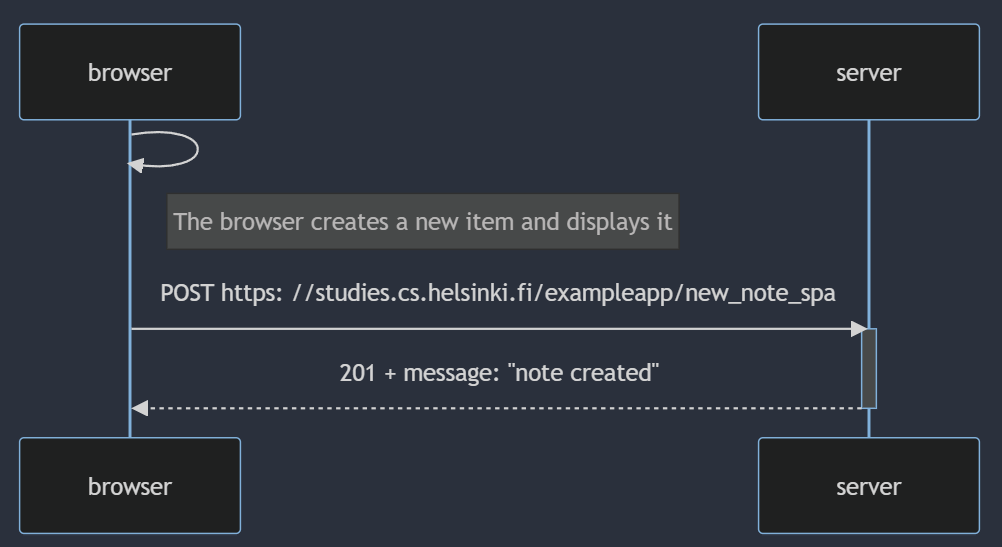 browser
server
The browser creates a new item and displays it
POST https: //studies.cs.helsinki.fi/exampleapp/new_note_spa
201 + message: "note created"
browser
server